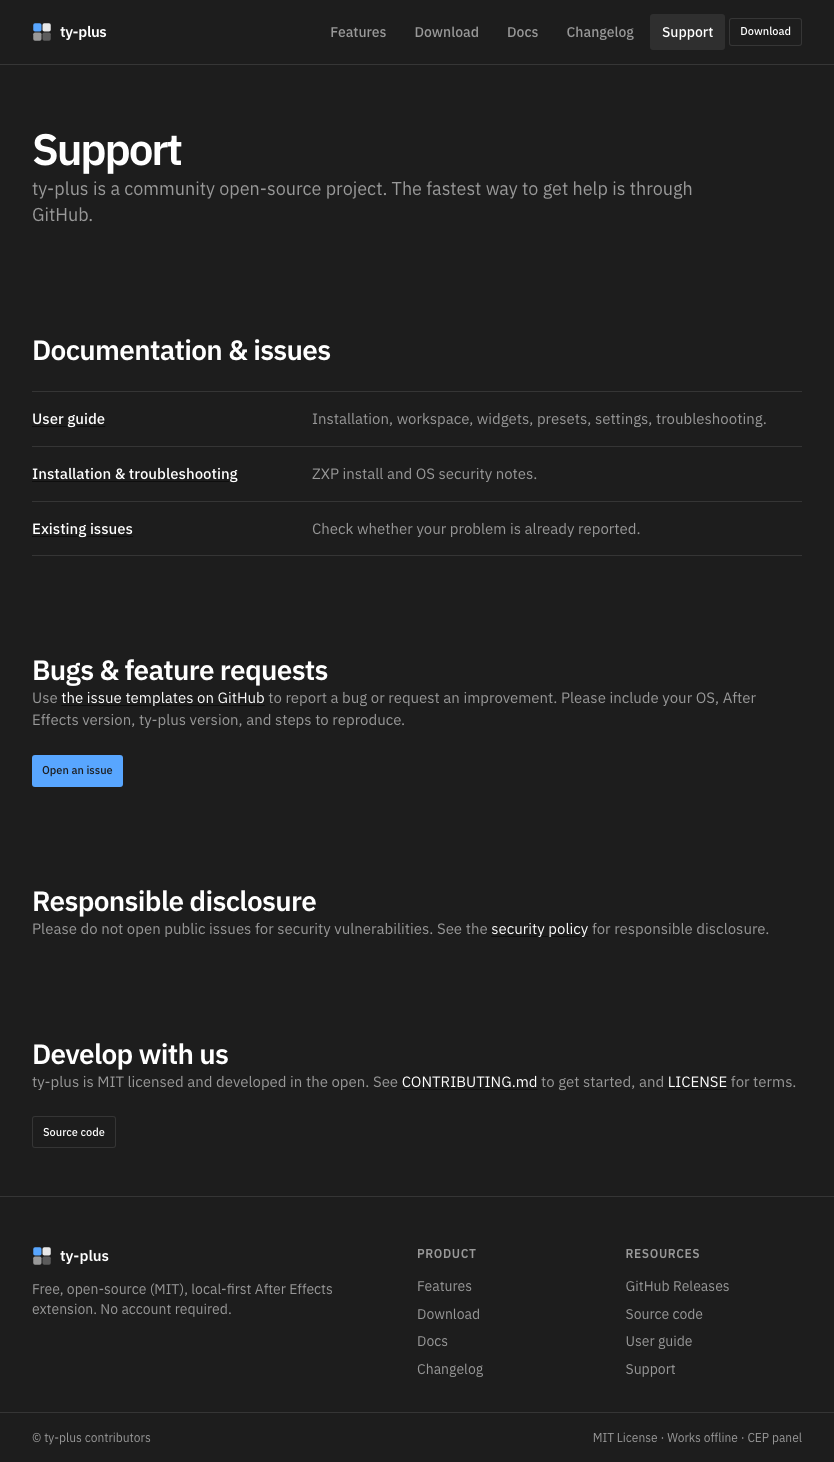 ty-plus
Features
Download
Docs
Changelog
Support
Download
Support
ty-plus is a community open-source project. The fastest way to get help is through
GitHub.
Documentation & issues
User guide
Installation, workspace, widgets, presets, settings, troubleshooting.
Installation & troubleshooting
ZXP install and OS security notes.
Existing issues
Check whether your problem is already reported.
Bugs & feature requests
Use the issue templates on GitHub to report a bug or request an improvement. Please include your OS, After
Effects version, ty-plus version, and steps to reproduce.
Open an issue
Responsible disclosure
Please do not open public issues for security vulnerabilities. See the security policy for responsible disclosure.
Develop with us
ty-plus is MIT licensed and developed in the open. See CONTRIBUTING.md to get started, and LICENSE for terms.
Source code
ty-plus
Free, open-source (MIT), local-first After Effects
extension. No account required.
PRODUCT
Features
Download
Docs
Changelog
RESOURCES
GitHub Releases
Source code
User guide
Support
© ty-plus contributors
MIT License · Works offline · CEP panel